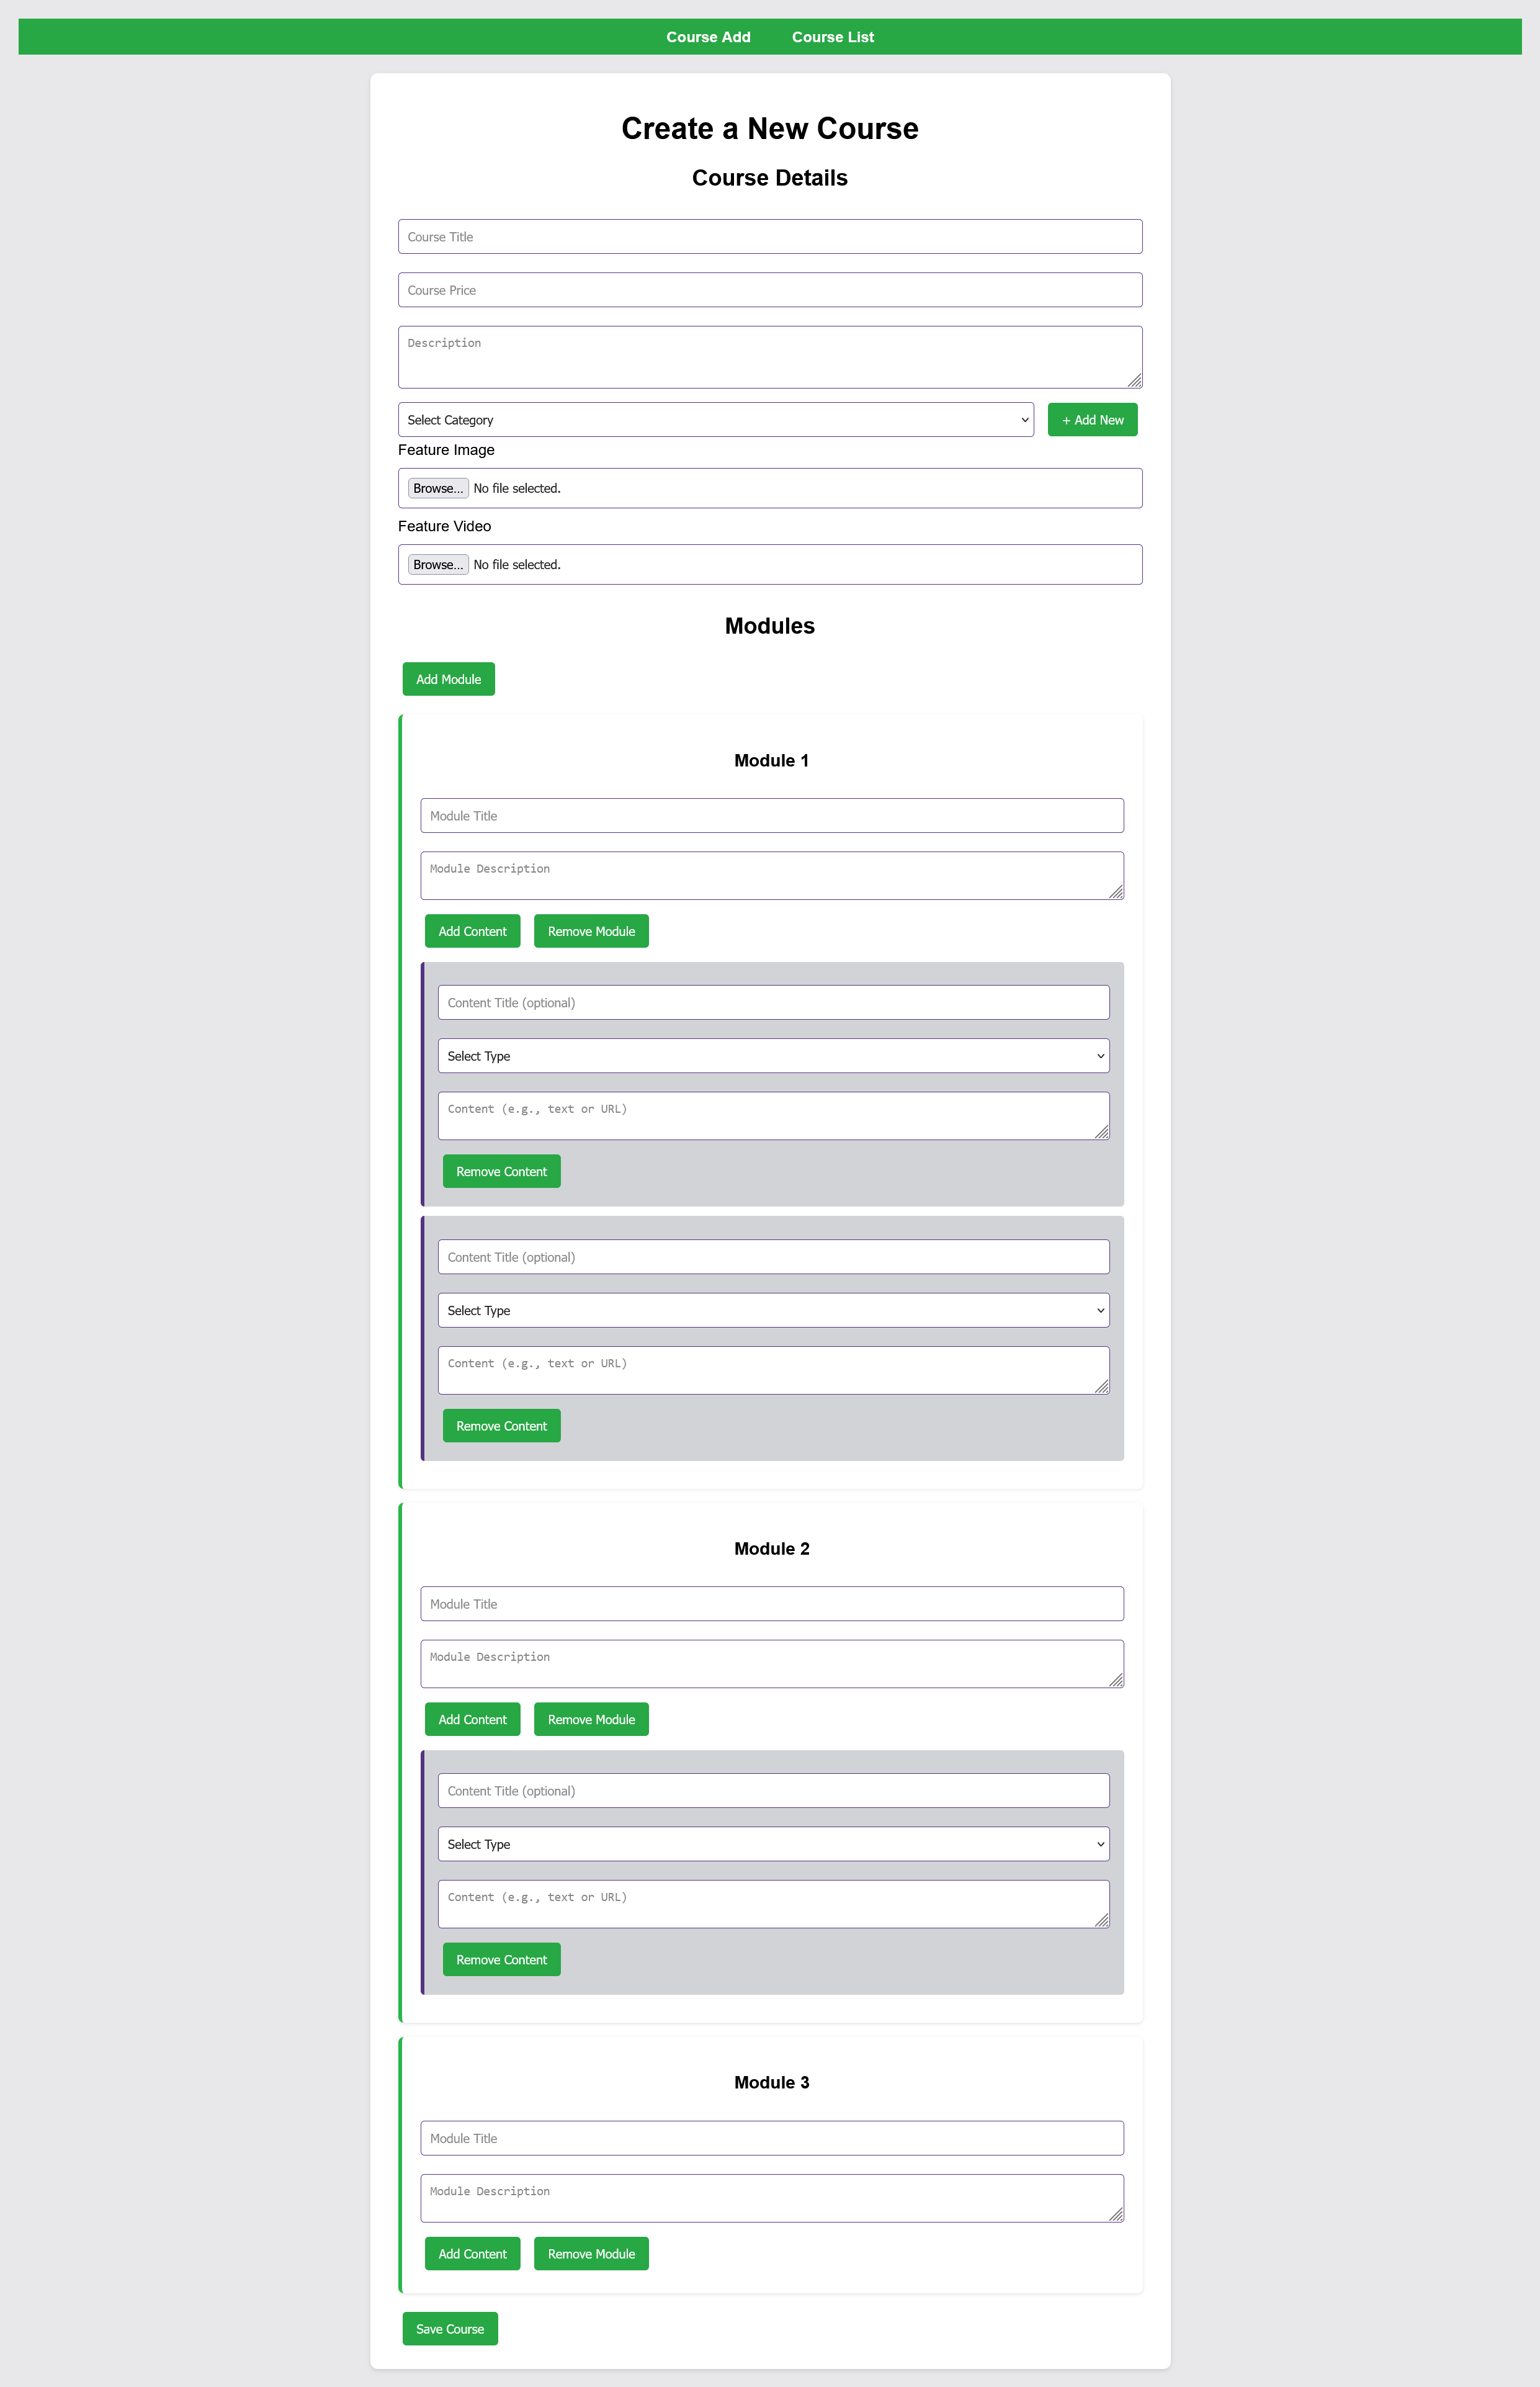 Course Add Course List
Create a New Course
Course Details
Course Title
Course Price
Description
Select Category + Add New
Feature Image
Browse... No file selected.
Feature Video
Browse... No file selected.
Modules
Add Module
Module 1
Module Title
Module Description
Add Content Remove Module
Content Title (optional)
Select Type
Content (e.g., text or URL)
Remove Content
Content Title (optional)
Select Type
Content (e.g., text or URL)
Remove Content
Module 2
Module Title
Module Description
Add Content Remove Module
Content Title (optional)
Select Type
Content (e.g., text or URL)
Remove Content
Module 3
Module Title
Module Description
Add Content Remove Module
Save Course